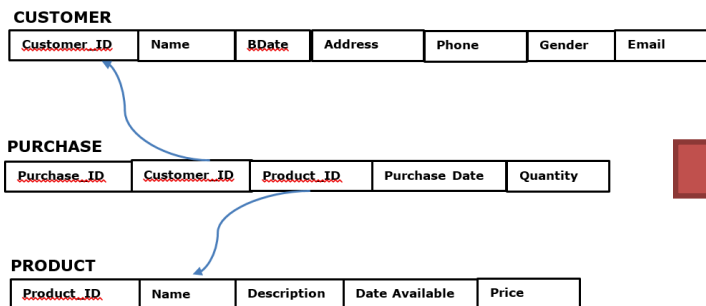 CUSTOMER
Customer_ID Name BDate Address Phone Gender Email
PURCHASE
Purchase_ID Customer_ID Product_ID Purchase Date Quantity
PRODUCT
Product_ID Name Description Date Available Price